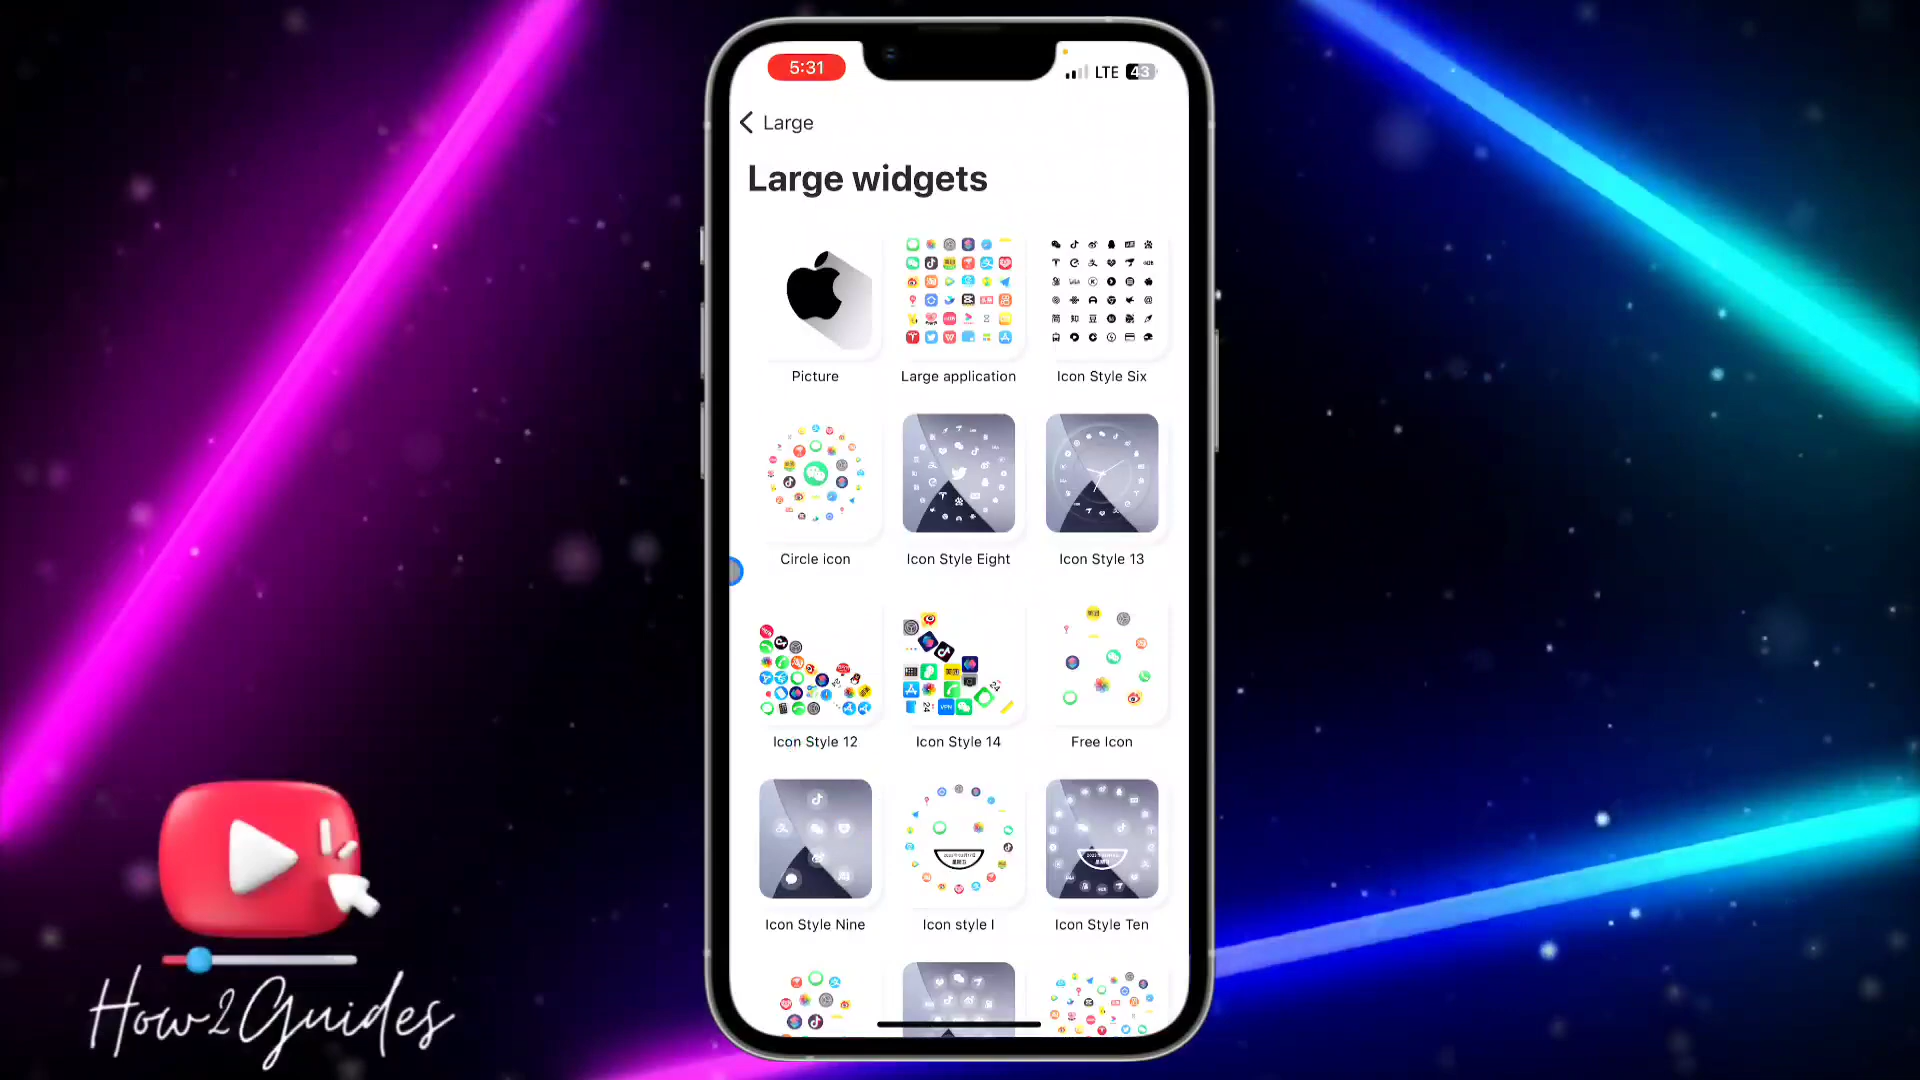 5:31
LTE 43
Large
Large widgets
Picture
Large application
Icon Style Six
Circle icon
Icon Style Eight
Icon Style 13
Icon Style 12
Icon Style 14
Free Icon
Icon Style Nine
Icon style I
Icon Style Ten
How2Guides